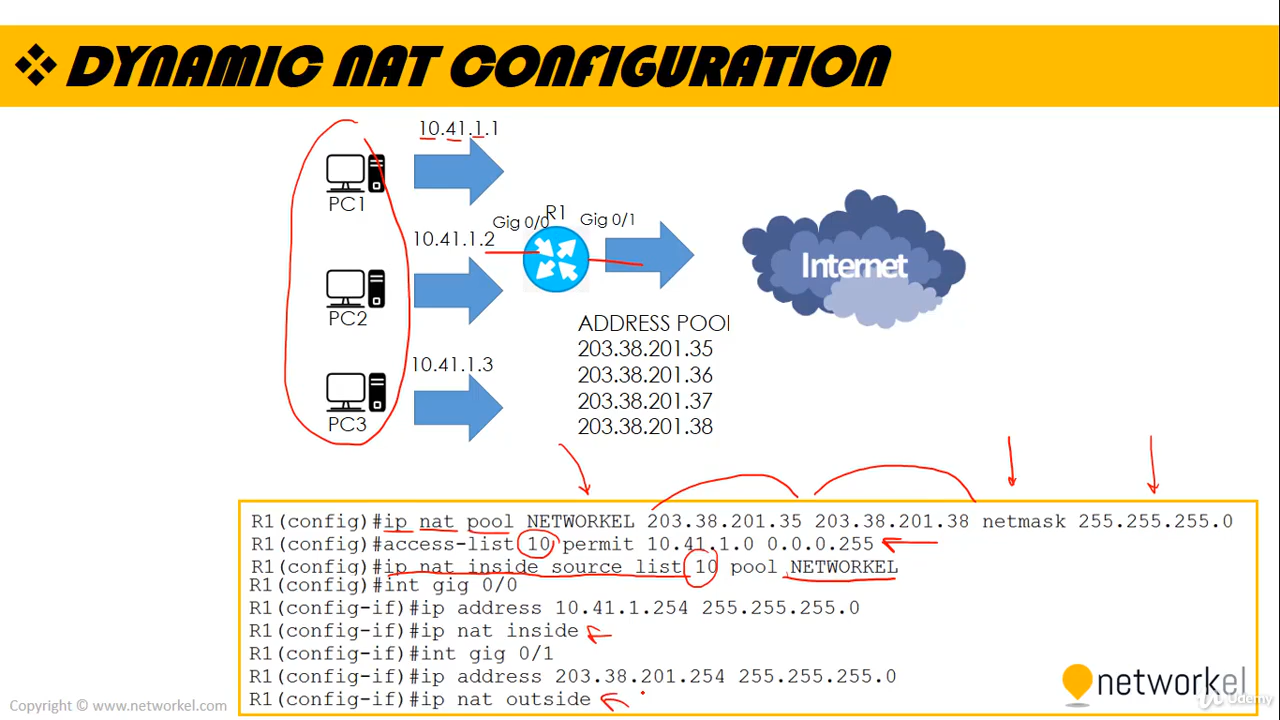 ❖ DYNAMIC NAT CONFIGURATION
10.41.1.1
PC1
Gig 0/0
R1
Gig 0/1
10.41.1.2
Internet
PC2
ADDRESS POOL
203.38.201.35
10.41.1.3
203.38.201.36
203.38.201.37
PC3
203.38.201.38
R1(config)#ip nat pool NETWORKEL 203.38.201.35 203.38.201.38 netmask 255.255.255.0
R1(config)#access-list 10 permit 10.41.1.0 0.0.0.255
R1(config)#ip nat inside source list 10 pool NETWORKEL
R1(config)#int gig 0/0
R1(config-if)#ip address 10.41.1.254 255.255.255.0
R1(config-if)#ip nat inside
R1(config-if)#int gig 0/1
R1(config-if)#ip address 203.38.201.254 255.255.255.0
R1(config-if)#ip nat outside
networkel
Udemy
Copyright © www.networkel.com